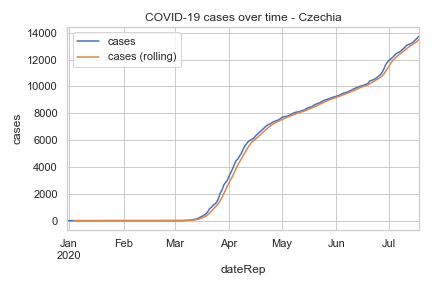 COVID-19 cases over time - Czechia
cases
cases (rolling)
14000
12000
10000
8000
6000
4000
2000
0
cases
Jan Feb Mar Apr May Jun Jul
2020
dateRep